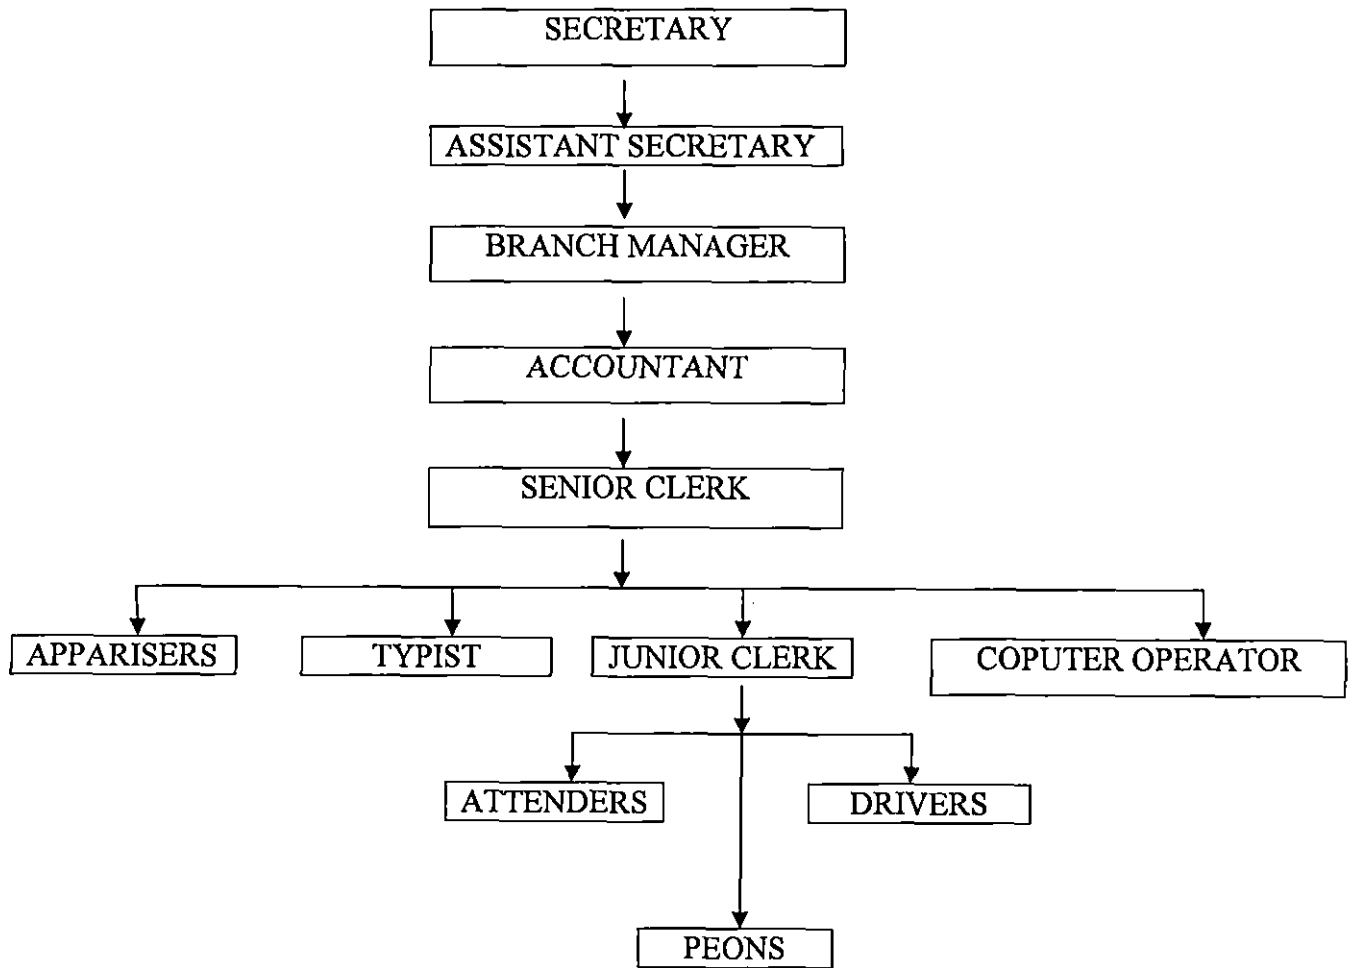 SECRETARY
ASSISTANT SECRETARY
BRANCH MANAGER
ACCOUNTANT
SENIOR CLERK
APPARISERS
TYPIST
JUNIOR CLERK
COPUTER OPERATOR
ATTENDERS
DRIVERS
PEONS